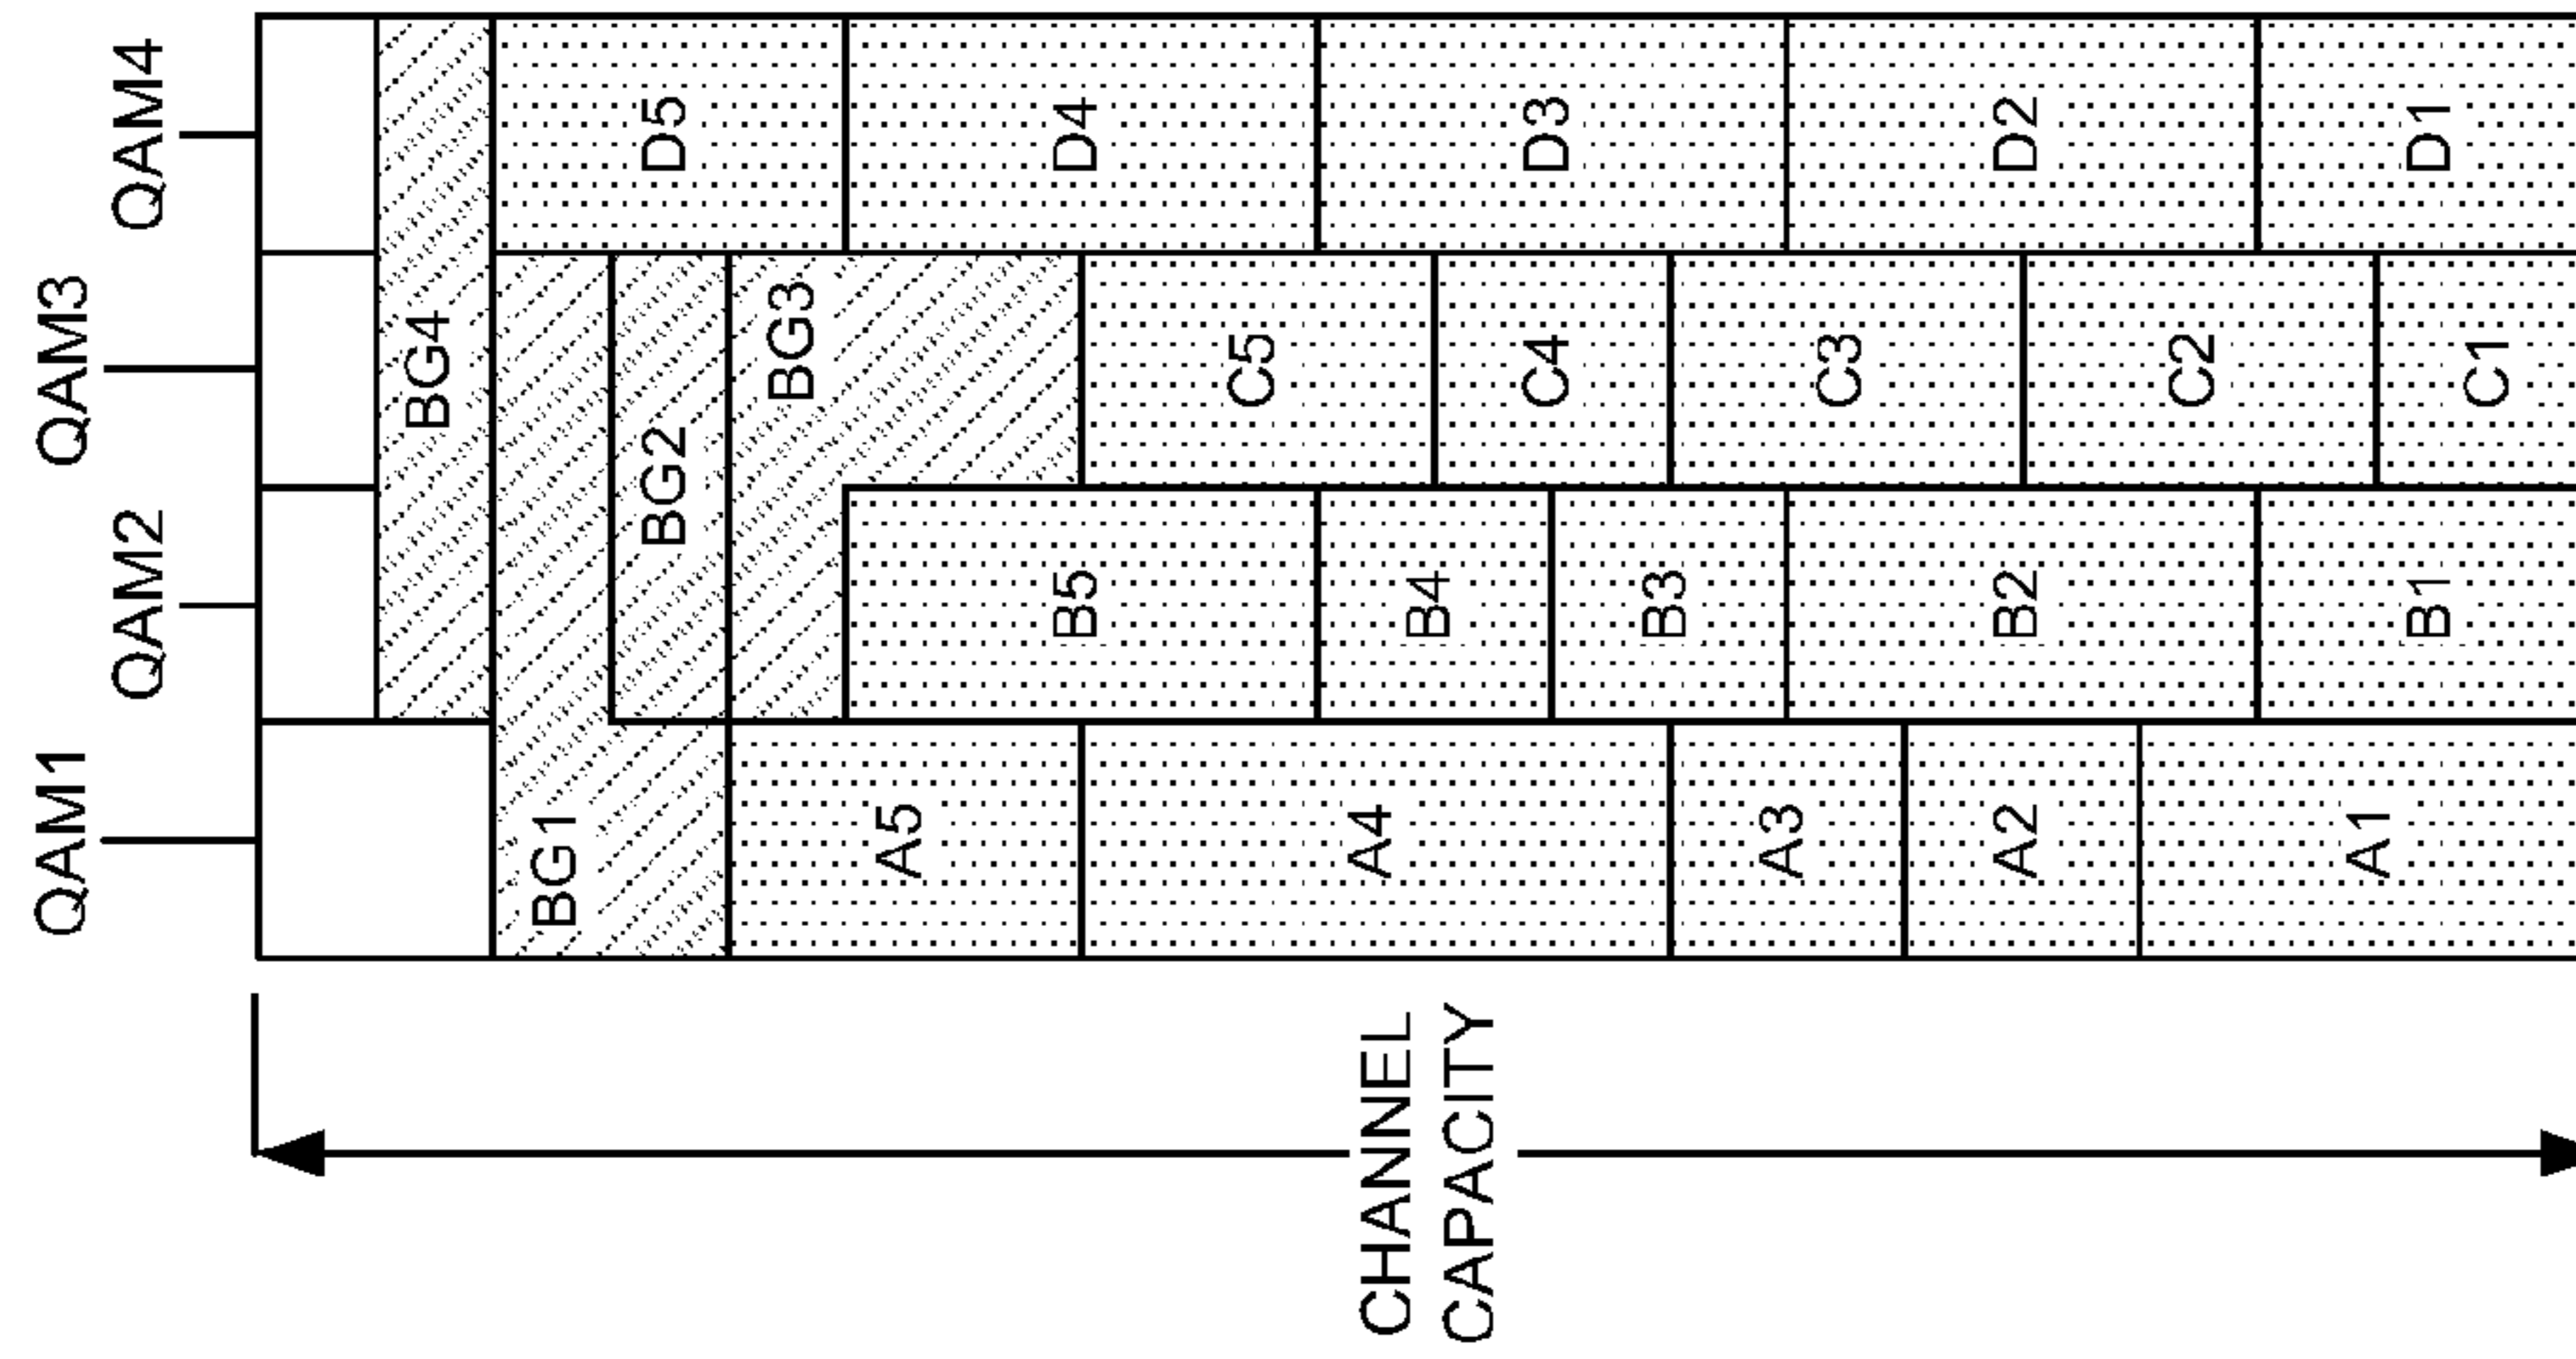 QAM1
QAM2
QAM3
QAM4
BG4
BG1
BG2
BG3
D5
A5
B5
C5
D4
A4
B4
C4
D3
A3
B3
C3
D2
A2
B2
C2
D1
A1
B1
C1
CHANNEL
CAPACITY